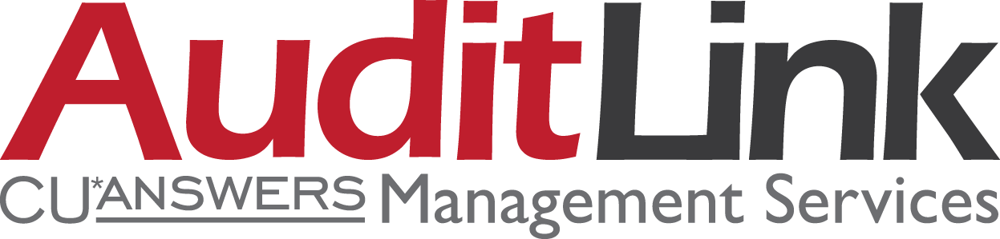 AuditLink
CU*ANSWERS Management Services